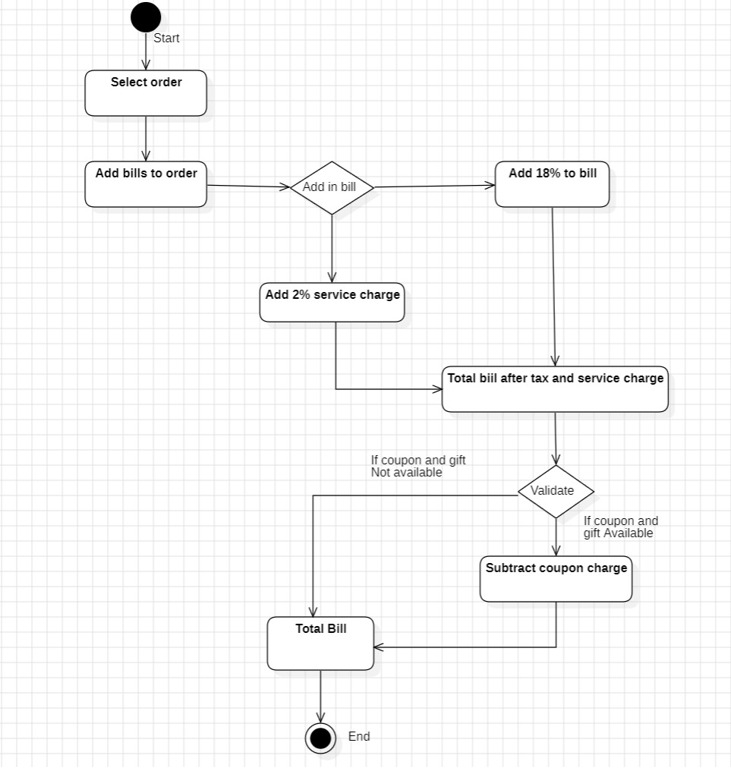 Start
Select order
Add bills to order
Add in bill
Add 18% to bill
Add 2% service charge
Total biil after tax and service charge
If coupon and gift
Not available
Validate
If coupon and
gift Available
Subtract coupon charge
Total Bill
End